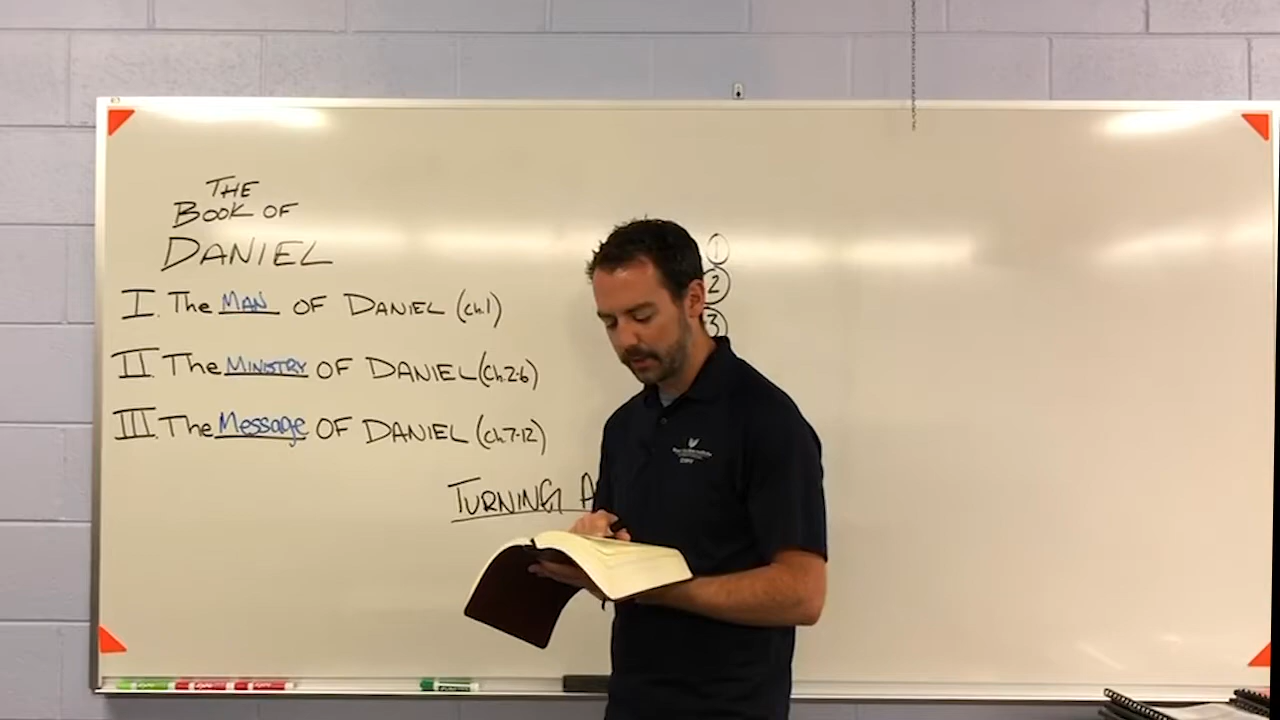 THE
BOOK OF
DANIEL
I. The MAN OF DANIEL (ch.1)
II The MINISTRY OF DANIEL (ch.2-6)
III. The Message OF DANIEL (ch.7-12)
TURNING A
1
2
3